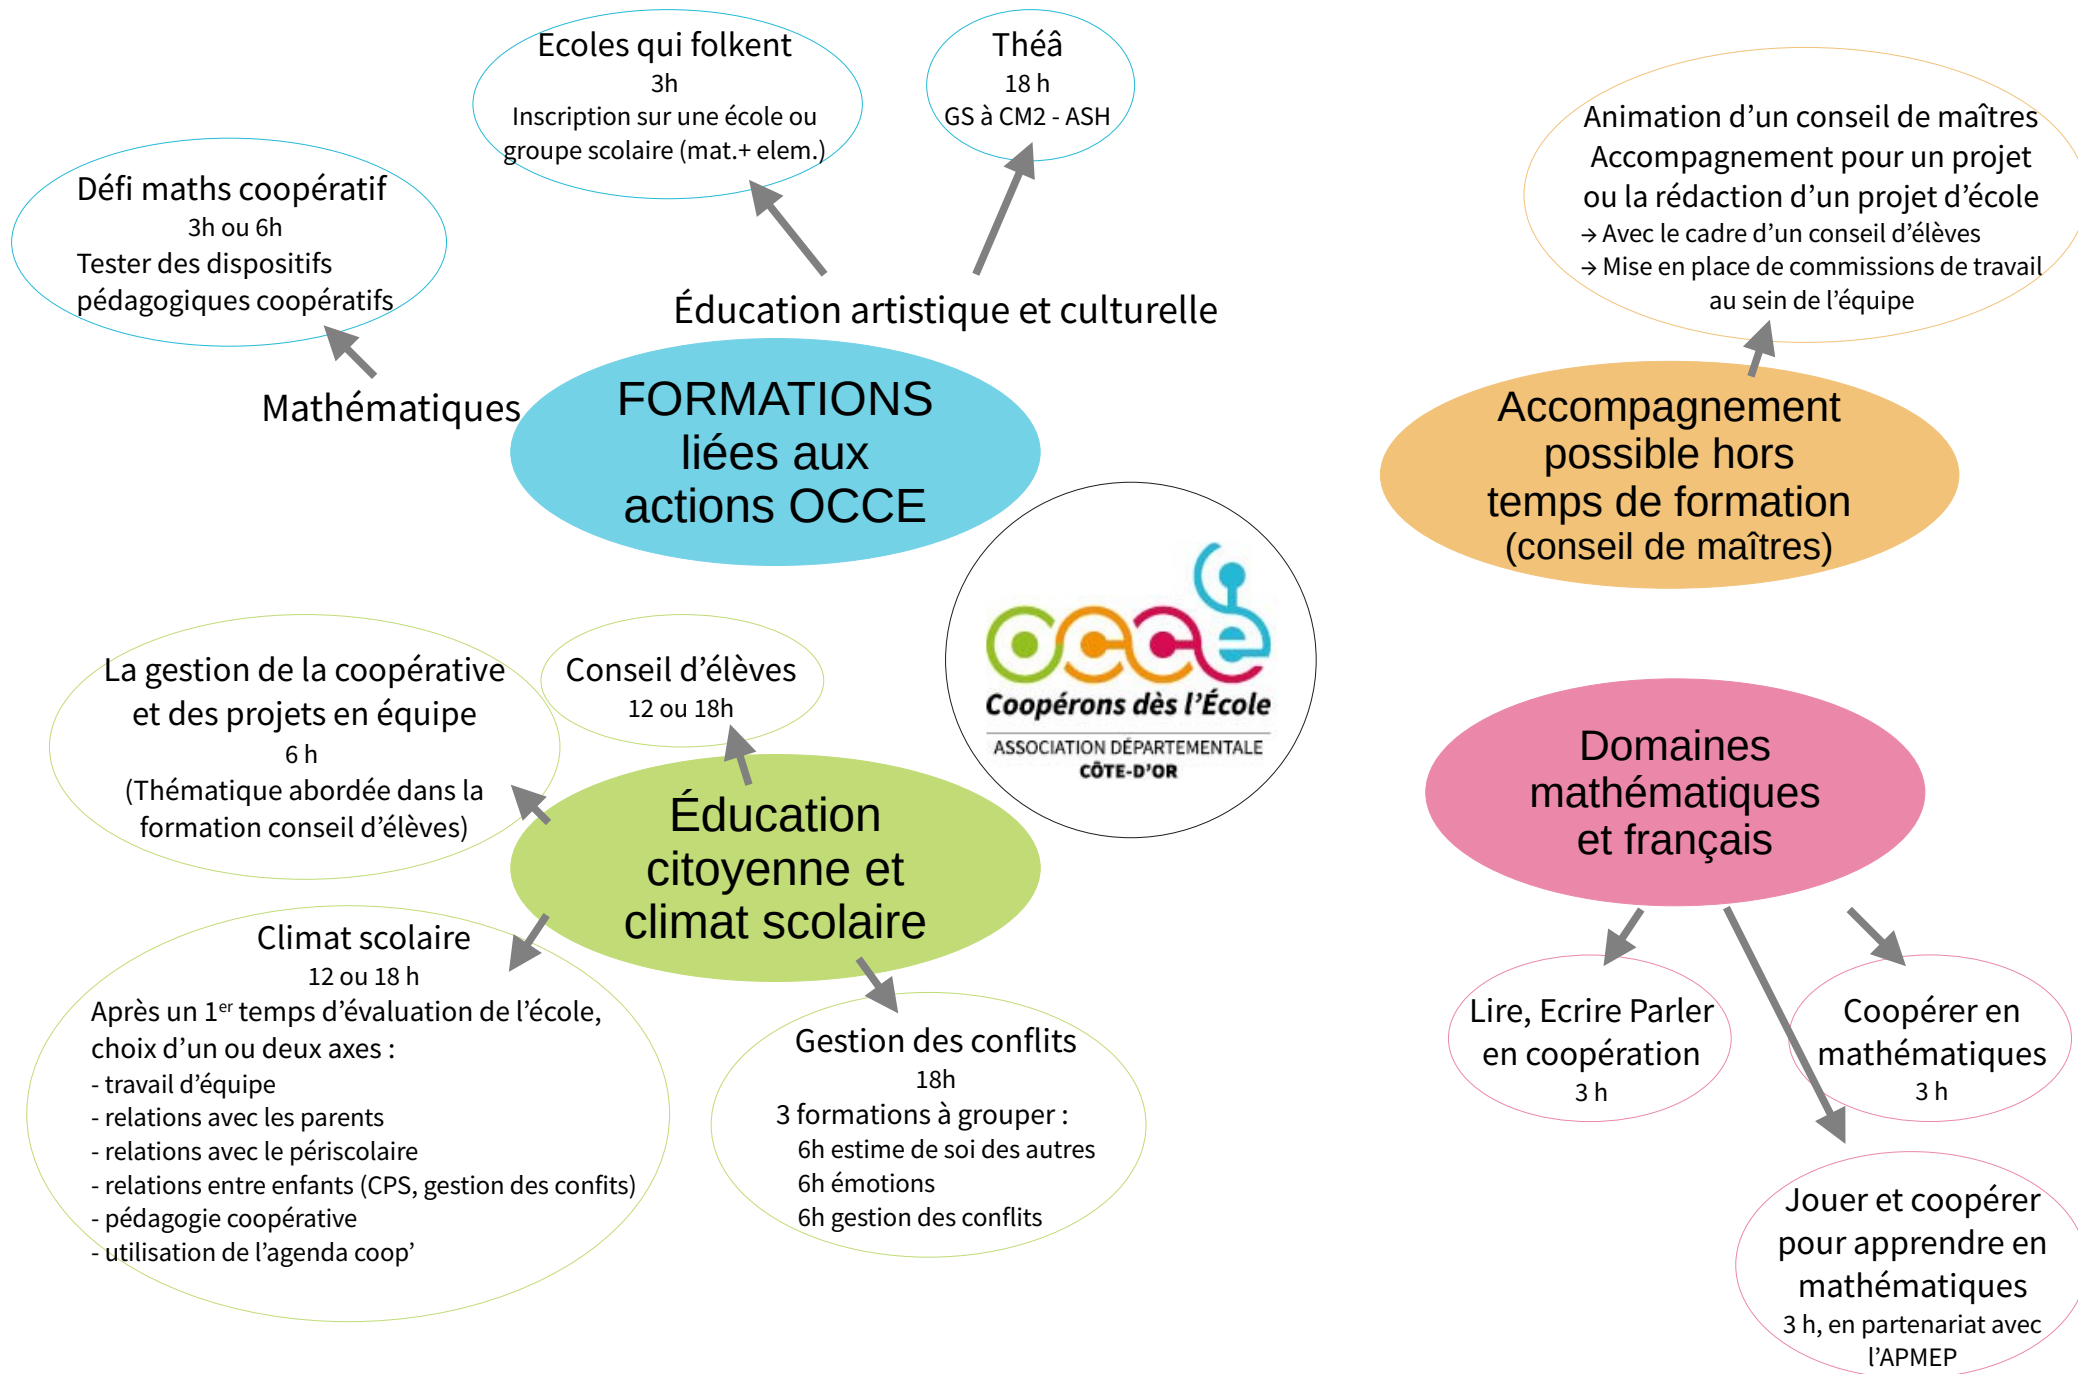 Ecoles qui folkent
3h
Inscription sur une école ou
groupe scolaire (mat.+ elem.)
Théâ
18 h
GS à CM2 - ASH
Défi maths coopératif
3h ou 6h
Tester des dispositifs
pédagogiques coopératifs
Éducation artistique et culturelle
Mathématiques
FORMATIONS
liées aux
actions OCCE
Animation d’un conseil de maîtres
Accompagnement pour un projet
ou la rédaction d’un projet d’école
→ Avec le cadre d’un conseil d’élèves
→ Mise en place de commissions de travail
au sein de l’équipe
Accompagnement
possible hors
temps de formation
(conseil de maîtres)
occe
Coopérons dès l’École
ASSOCIATION DÉPARTEMENTALE
CÔTE-D’OR
La gestion de la coopérative
et des projets en équipe
6 h
(Thématique abordée dans la
formation conseil d’élèves)
Conseil d’élèves
12 ou 18h
Éducation
citoyenne et
climat scolaire
Climat scolaire
12 ou 18 h
Après un 1er temps d’évaluation de l’école,
choix d’un ou deux axes :
- travail d’équipe
- relations avec les parents
- relations avec le périscolaire
- relations entre enfants (CPS, gestion des confits)
- pédagogie coopérative
- utilisation de l’agenda coop’
Gestion des conflits
18h
3 formations à grouper :
6h estime de soi des autres
6h émotions
6h gestion des conflits
Domaines
mathématiques
et français
Lire, Ecrire Parler
en coopération
3 h
Coopérer en
mathématiques
3 h
Jouer et coopérer
pour apprendre en
mathématiques
3 h, en partenariat avec
l’APMEP